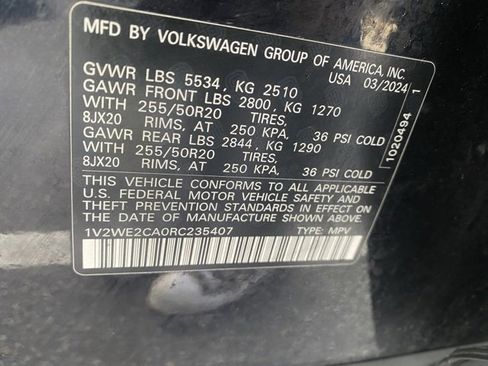 MFD BY VOLKSWAGEN GROUP OF AMERICA, INC.
USA 03/2024
GVWR LBS 5534, KG 2510
GAWR FRONT LBS 2800, KG 1270
WITH 255/50R20 TIRES,
8JX20 RIMS, AT 250 KPA, 36 PSI COLD
GAWR REAR LBS 2844, KG 1290
WITH 255/50R20 TIRES,
8JX20 RIMS, AT 250 KPA, 36 PSI COLD
THIS VEHICLE CONFORMS TO ALL APPLICABLE
U.S. FEDERAL MOTOR VEHICLE SAFETY AND
THEFT PREVENTION STANDARDS IN EFFECT ON
THE DATE OF MANUFACTURE SHOWN ABOVE.
1V2WE2CA0RC235407 TYPE: MPV
1020494 1